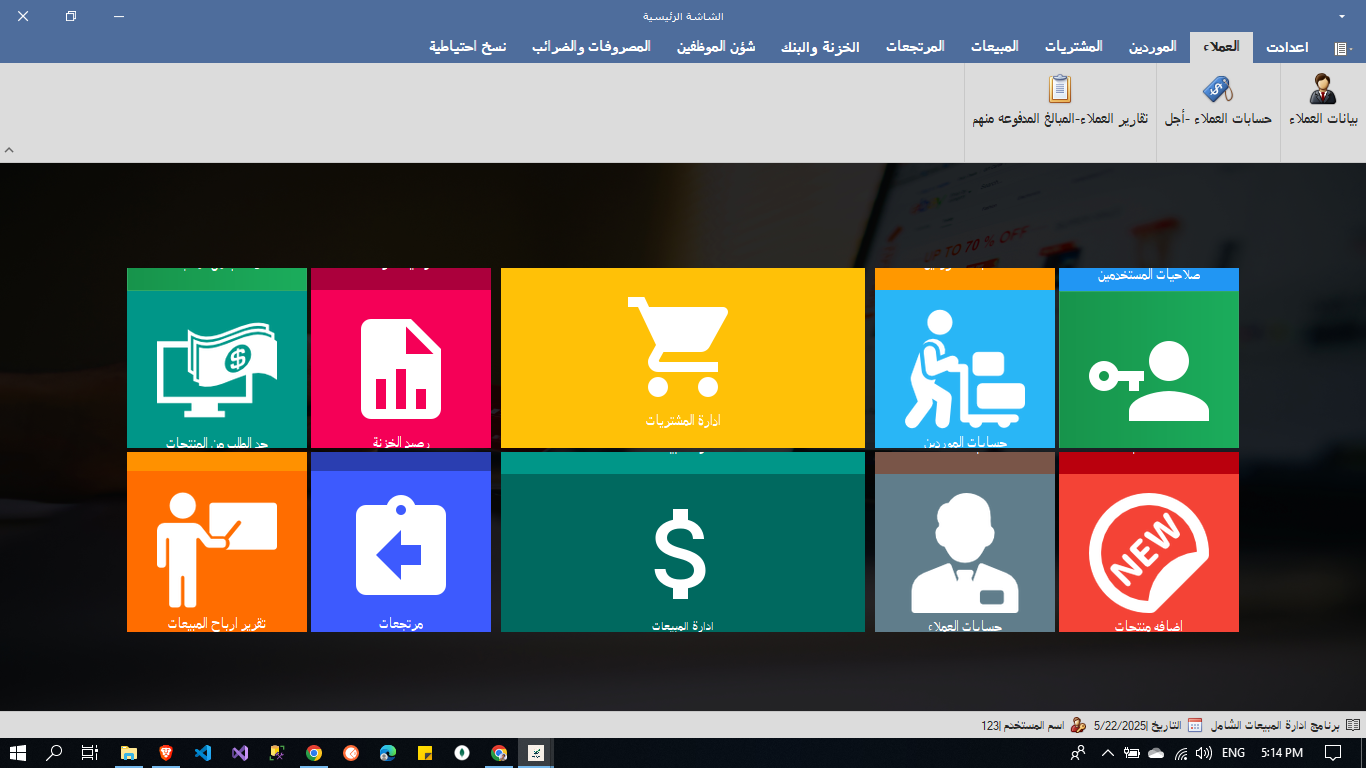 الشاشة الرئيسية
اعدادت العملاء الموردين المشتريات المبيعات المرتجعات الخزنة والبنك شؤن الموظفين المصروفات والضرائب نسخ احتياطية
بيانات العملاء
حسابات العملاء -أجل
تقارير العملاء-المبالغ المدفوعه منهم
UP TO 70 % OFF
صلاحيات المستخدمين
حسابات الموردين
ادارة المشتريات
رصيد الخزنة
حد الطلب من المنتجات
NEW
اضافه منتجات
حسابات العملاء
ادارة المبيعات
مرتجعات
تقرير ارباح المبيعات
برنامج ادارة المبيعات الشامل التاريخ |5/22/2025 اسم المستخدم |123
ENG 5:14 PM